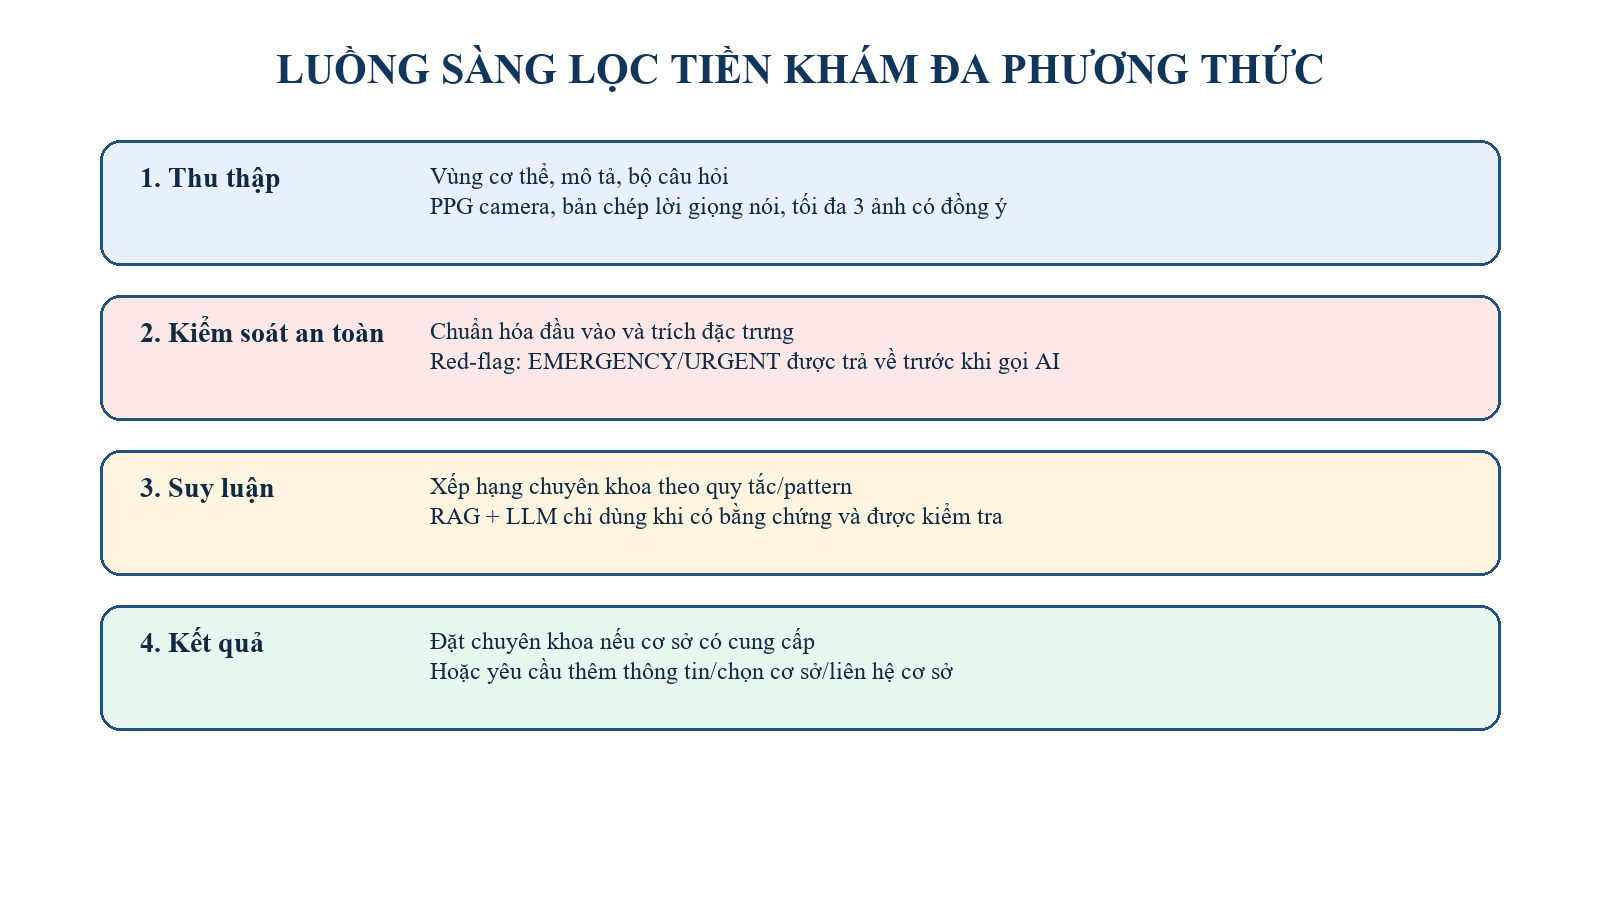 LUỒNG SÀNG LỌC TIỀN KHÁM ĐA PHƯƠNG THỨC
1. Thu thập
Vùng cơ thể, mô tả, bộ câu hỏi
PPG camera, bản chép lời giọng nói, tối đa 3 ảnh có đồng ý
2. Kiểm soát an toàn
Chuẩn hóa đầu vào và trích đặc trưng
Red-flag: EMERGENCY/URGENT được trả về trước khi gọi AI
3. Suy luận
Xếp hạng chuyên khoa theo quy tắc/pattern
RAG + LLM chỉ dùng khi có bằng chứng và được kiểm tra
4. Kết quả
Đặt chuyên khoa nếu cơ sở có cung cấp
Hoặc yêu cầu thêm thông tin/chọn cơ sở/liên hệ cơ sở